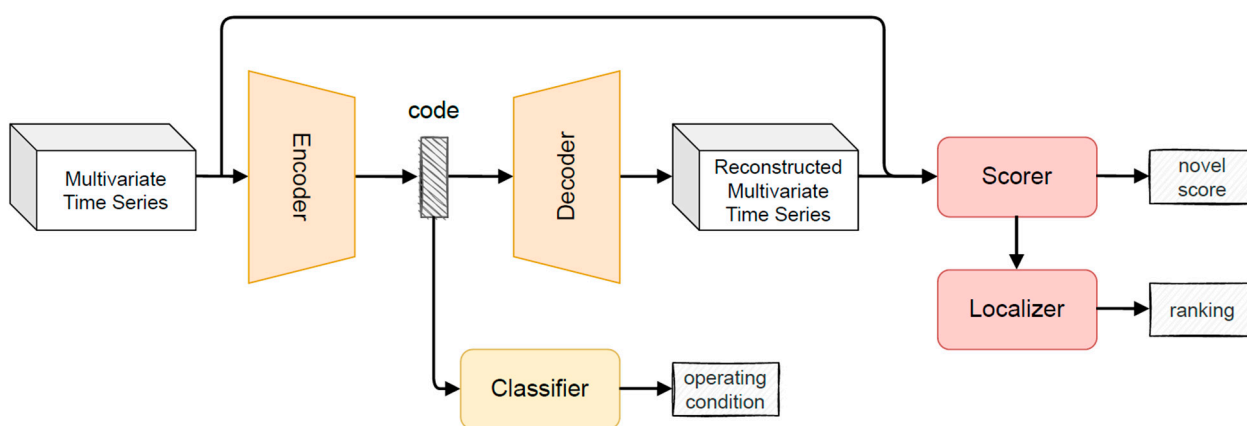 Multivariate
Time Series
Encoder
code
Decoder
Reconstructed
Multivariate
Time Series
Scorer
novel
score
Localizer
ranking
Classifier
operating
condition